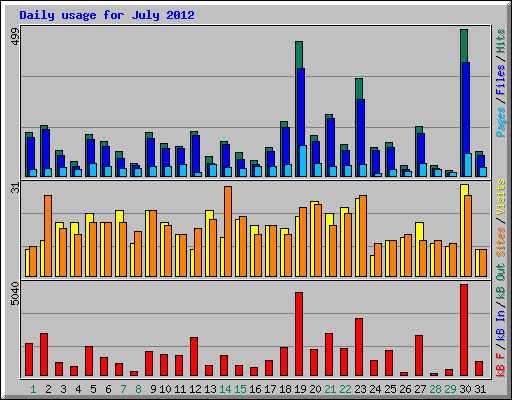 Daily usage for July 2012
499
Pages / Files / Hits
31
Sites / Visits
5040
kB F / kB In / kB Out
1 2 3 4 5 6 7 8 9 10 11 12 13 14 15 16 17 18 19 20 21 22 23 24 25 26 27 28 29 30 31